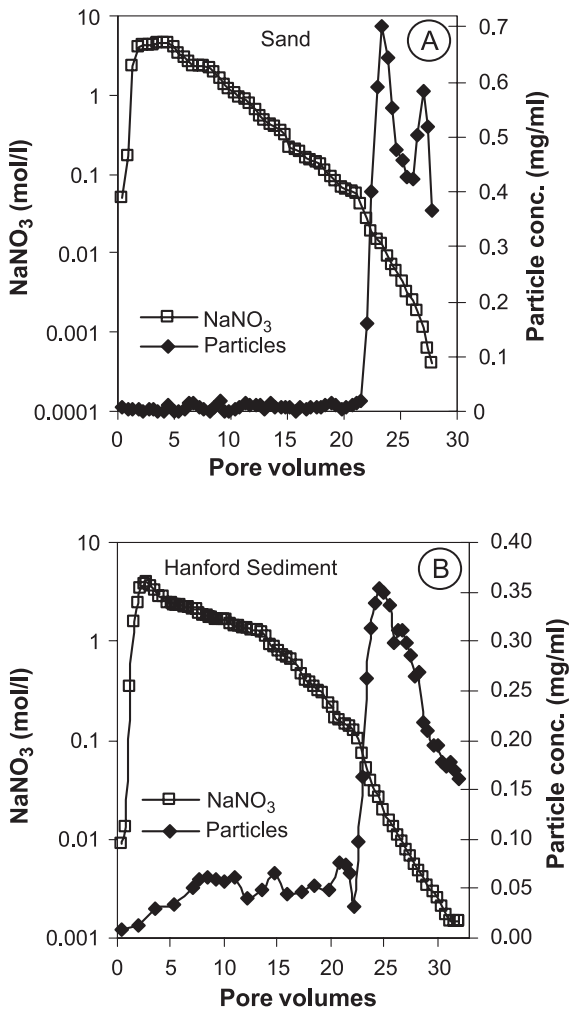 Sand
A
10
1
0.1
0.01
0.001
0.0001
NaNO3 (mol/l)
0.7
0.6
0.5
0.4
0.3
0.2
0.1
0
Particle conc. (mg/ml)
NaNO3
Particles
0 5 10 15 20 25 30
Pore volumes
Hanford Sediment
B
10
1
0.1
0.01
0.001
NaNO3 (mol/l)
0.40
0.35
0.30
0.25
0.20
0.15
0.10
0.05
0.00
Particle conc. (mg/ml)
NaNO3
Particles
0 5 10 15 20 25 30
Pore volumes